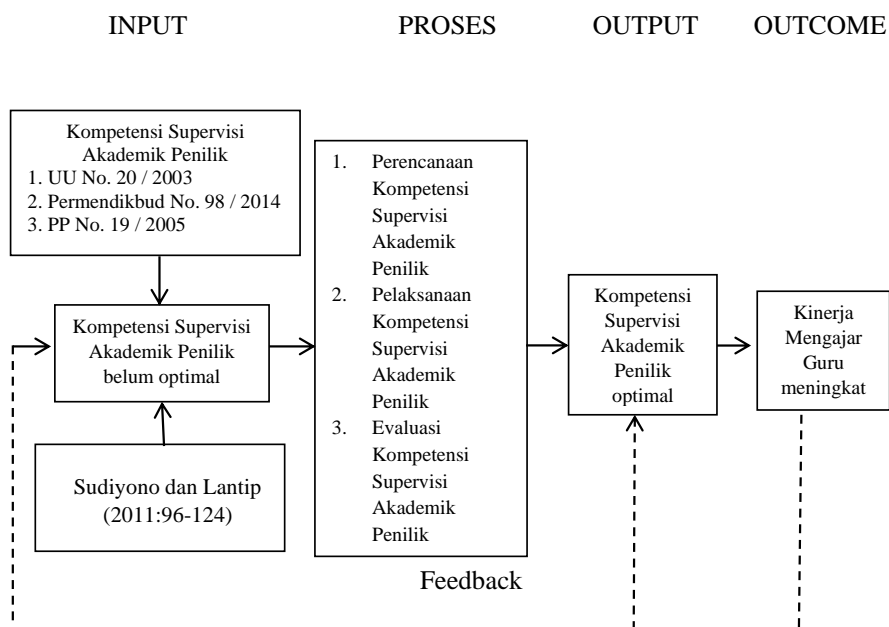 INPUT
PROSES
OUTPUT
OUTCOME
Kompetensi Supervisi
Akademik Penilik
1. UU No. 20 / 2003
2. Permendikbud No. 98 / 2014
3. PP No. 19 / 2005
Kompetensi Supervisi
Akademik Penilik
belum optimal
Sudiyono dan Lantip
(2011:96-124)
1. Perencanaan
Kompetensi
Supervisi
Akademik
Penilik
2. Pelaksanaan
Kompetensi
Supervisi
Akademik
Penilik
3. Evaluasi
Kompetensi
Supervisi
Akademik
Penilik
Kompetensi
Supervisi
Akademik
Penilik
optimal
Kinerja
Mengajar
Guru
meningkat
Feedback